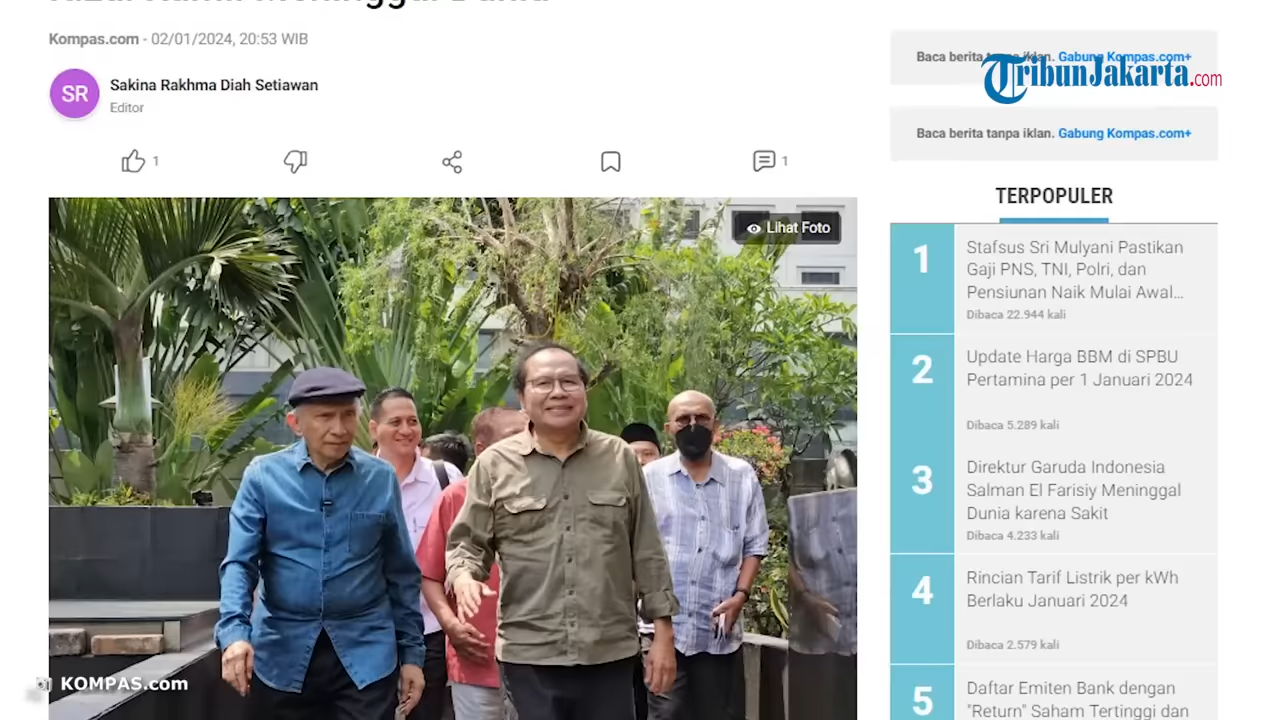 Kompas.com - 02/01/2024, 20:53 WIB
SR
Sakina Rakhma Diah Setiawan
Editor
1
1
Lihat Foto
KOMPAS.com
Baca berita tanpa iklan. Gabung Kompas.com+
TribunJakarta.com
Baca berita tanpa iklan. Gabung Kompas.com+
TERPOPULER
1
Stafsus Sri Mulyani Pastikan
Gaji PNS, TNI, Polri, dan
Pensiunan Naik Mulai Awal...
Dibaca 22.944 kali
2
Update Harga BBM di SPBU
Pertamina per 1 Januari 2024
Dibaca 5.289 kali
3
Direktur Garuda Indonesia
Salman El Farisiy Meninggal
Dunia karena Sakit
Dibaca 4.233 kali
4
Rincian Tarif Listrik per kWh
Berlaku Januari 2024
Dibaca 2.579 kali
5
Daftar Emiten Bank dengan
"Return" Saham Tertinggi dan